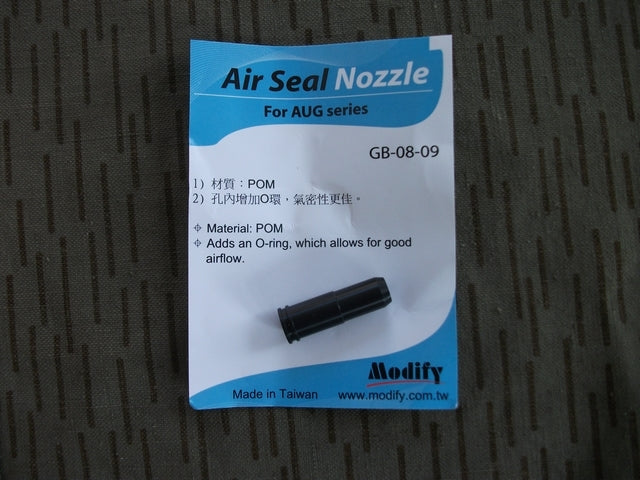 Air Seal Nozzle
For AUG series
GB-08-09
1) 材質：POM
2) 孔內增加O環，氣密性更佳。
⌖ Material: POM
⌖ Adds an O-ring, which allows for good
airflow.
Modify
Made in Taiwan www.modify.com.tw